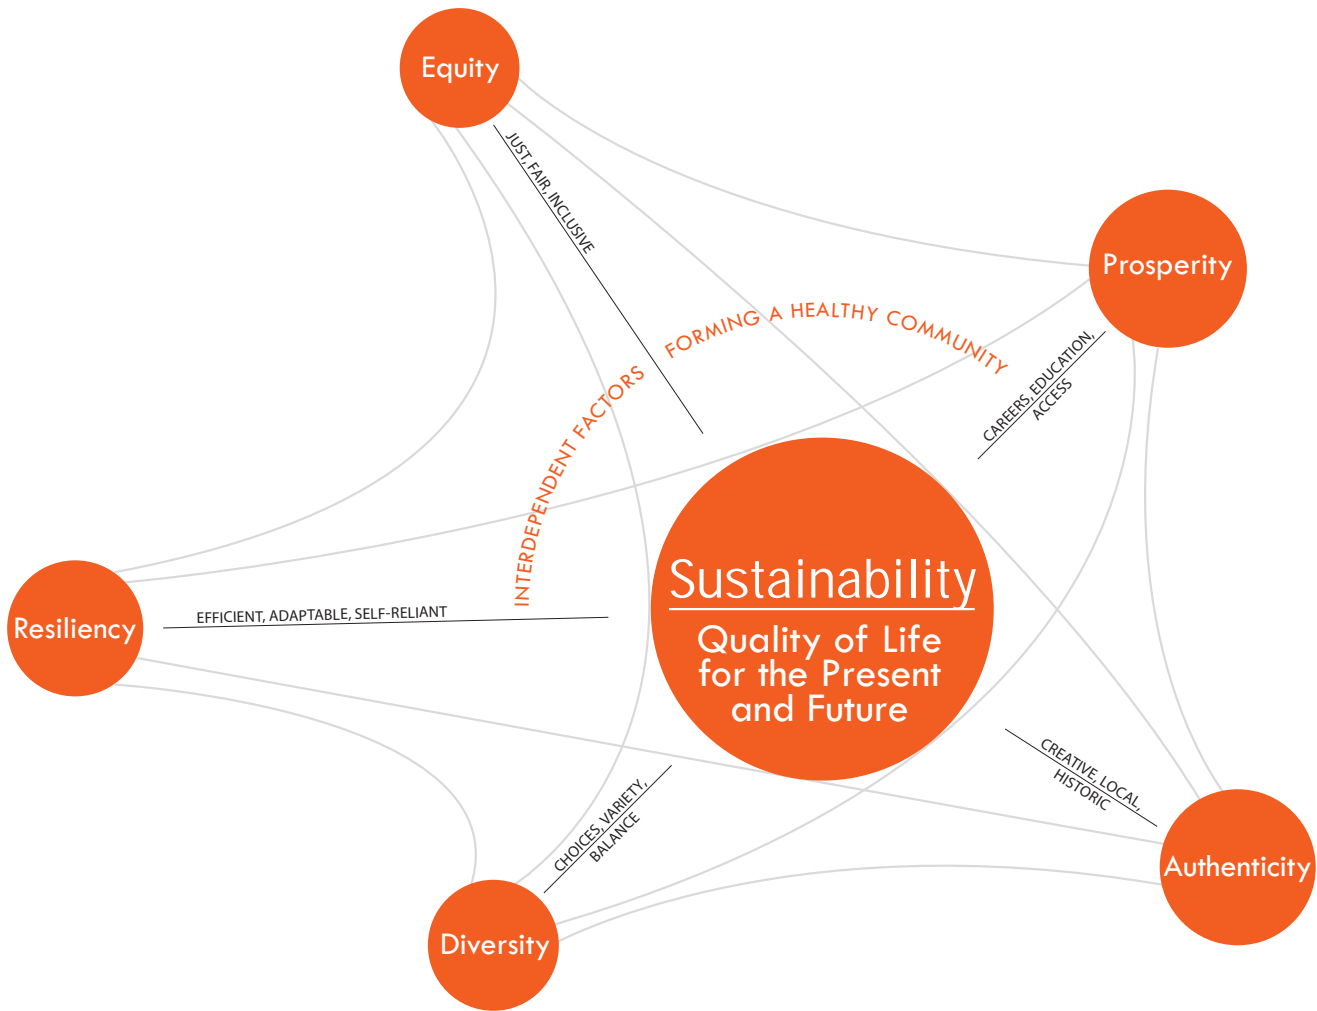 Equity
JUST, FAIR, INCLUSIVE
Prosperity
CAREERS, EDUCATION,
ACCESS
INTERDEPENDENT FACTORS FORMING A HEALTHY COMMUNITY
Resiliency
EFFICIENT, ADAPTABLE, SELF-RELIANT
Sustainability
Quality of Life
for the Present
and Future
CREATIVE, LOCAL,
HISTORIC
Authenticity
CHOICES, VARIETY,
BALANCE
Diversity